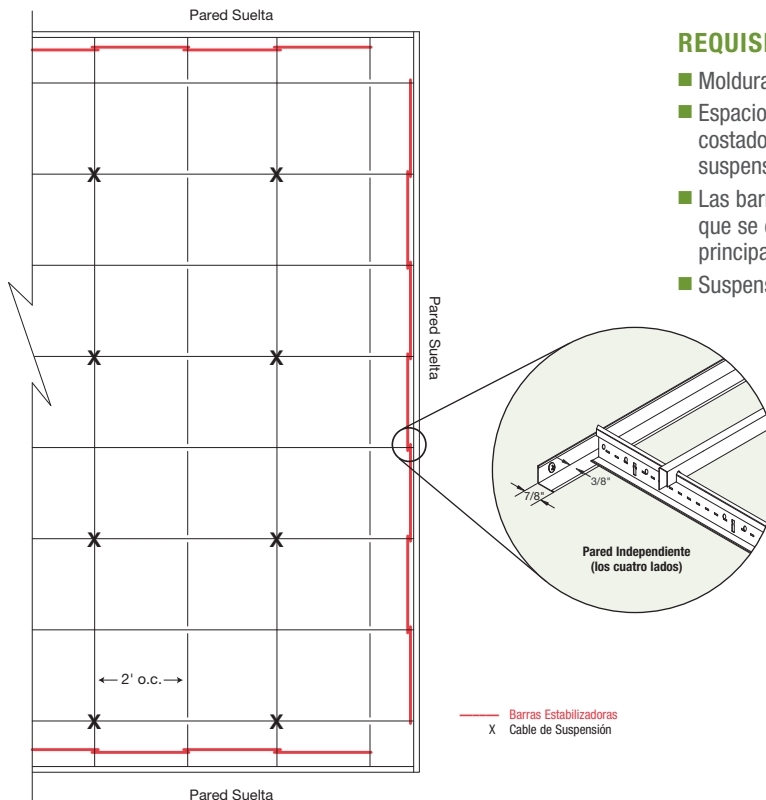 Pared Suelta
REQUISI
■ Moldura
■ Espacio
costado
suspens
■ Las barr
que se
principa
■ Suspens
Pared Suelta
X X
X X
X X
X X
7/8"
3/8"
Pared Independiente
(los cuatro lados)
2' o.c.
Barras Estabilizadoras
X Cable de Suspensión
Pared Suelta